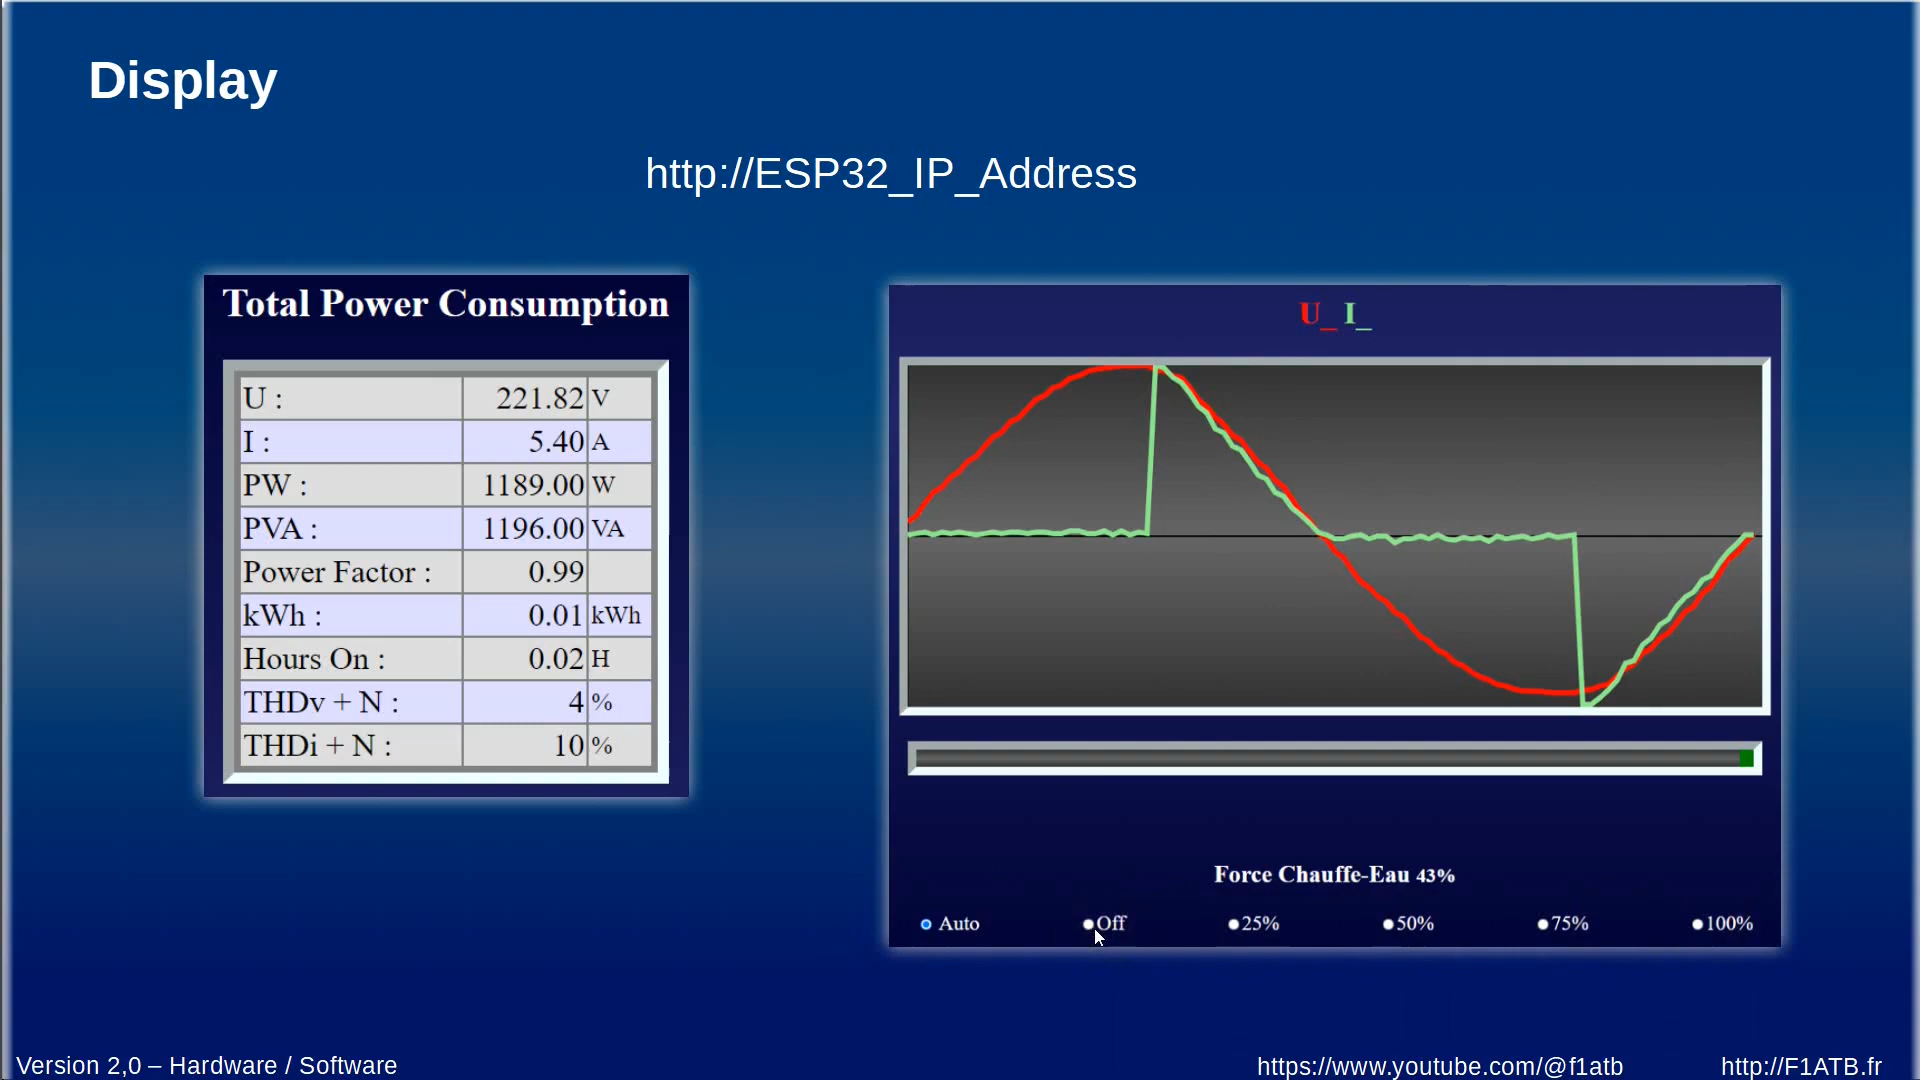 Display
http://ESP32_IP_Address
Total Power Consumption
U : 221.82 V
I : 5.40 A
PW : 1189.00 W
PVA : 1196.00 VA
Power Factor : 0.99
kWh : 0.01 kWh
Hours On : 0.02 H
THDv + N : 4 %
THDi + N : 10 %
U_ I_
Force Chauffe-Eau 43%
Auto Off 25% 50% 75% 100%
Version 2,0 – Hardware / Software
https://www.youtube.com/@f1atb
http://F1ATB.fr